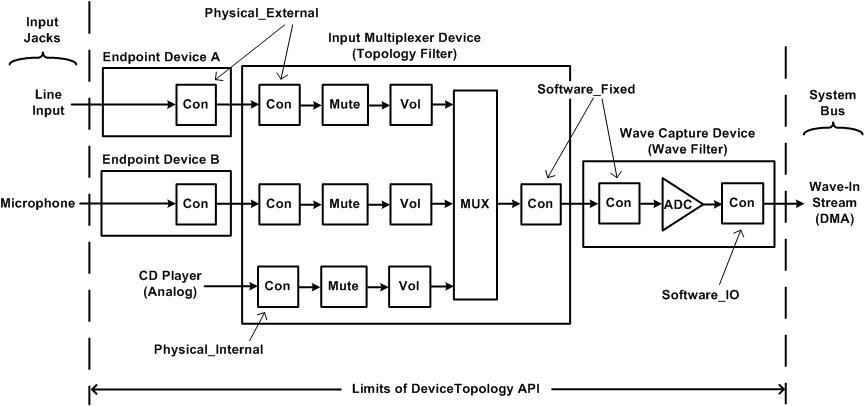 Physical_External
Input
Jacks
Input Multiplexer Device
(Topology Filter)
Endpoint Device A
Line
Input
Con
Con
Mute
Vol
Software_Fixed
System
Bus
Wave Capture Device
(Wave Filter)
Endpoint Device B
Microphone
Con
Con
Mute
Vol
MUX
Con
Con
ADC
Con
Wave-In
Stream
(DMA)
CD Player
(Analog)
Con
Mute
Vol
Software_IO
Physical_Internal
Limits of DeviceTopology API